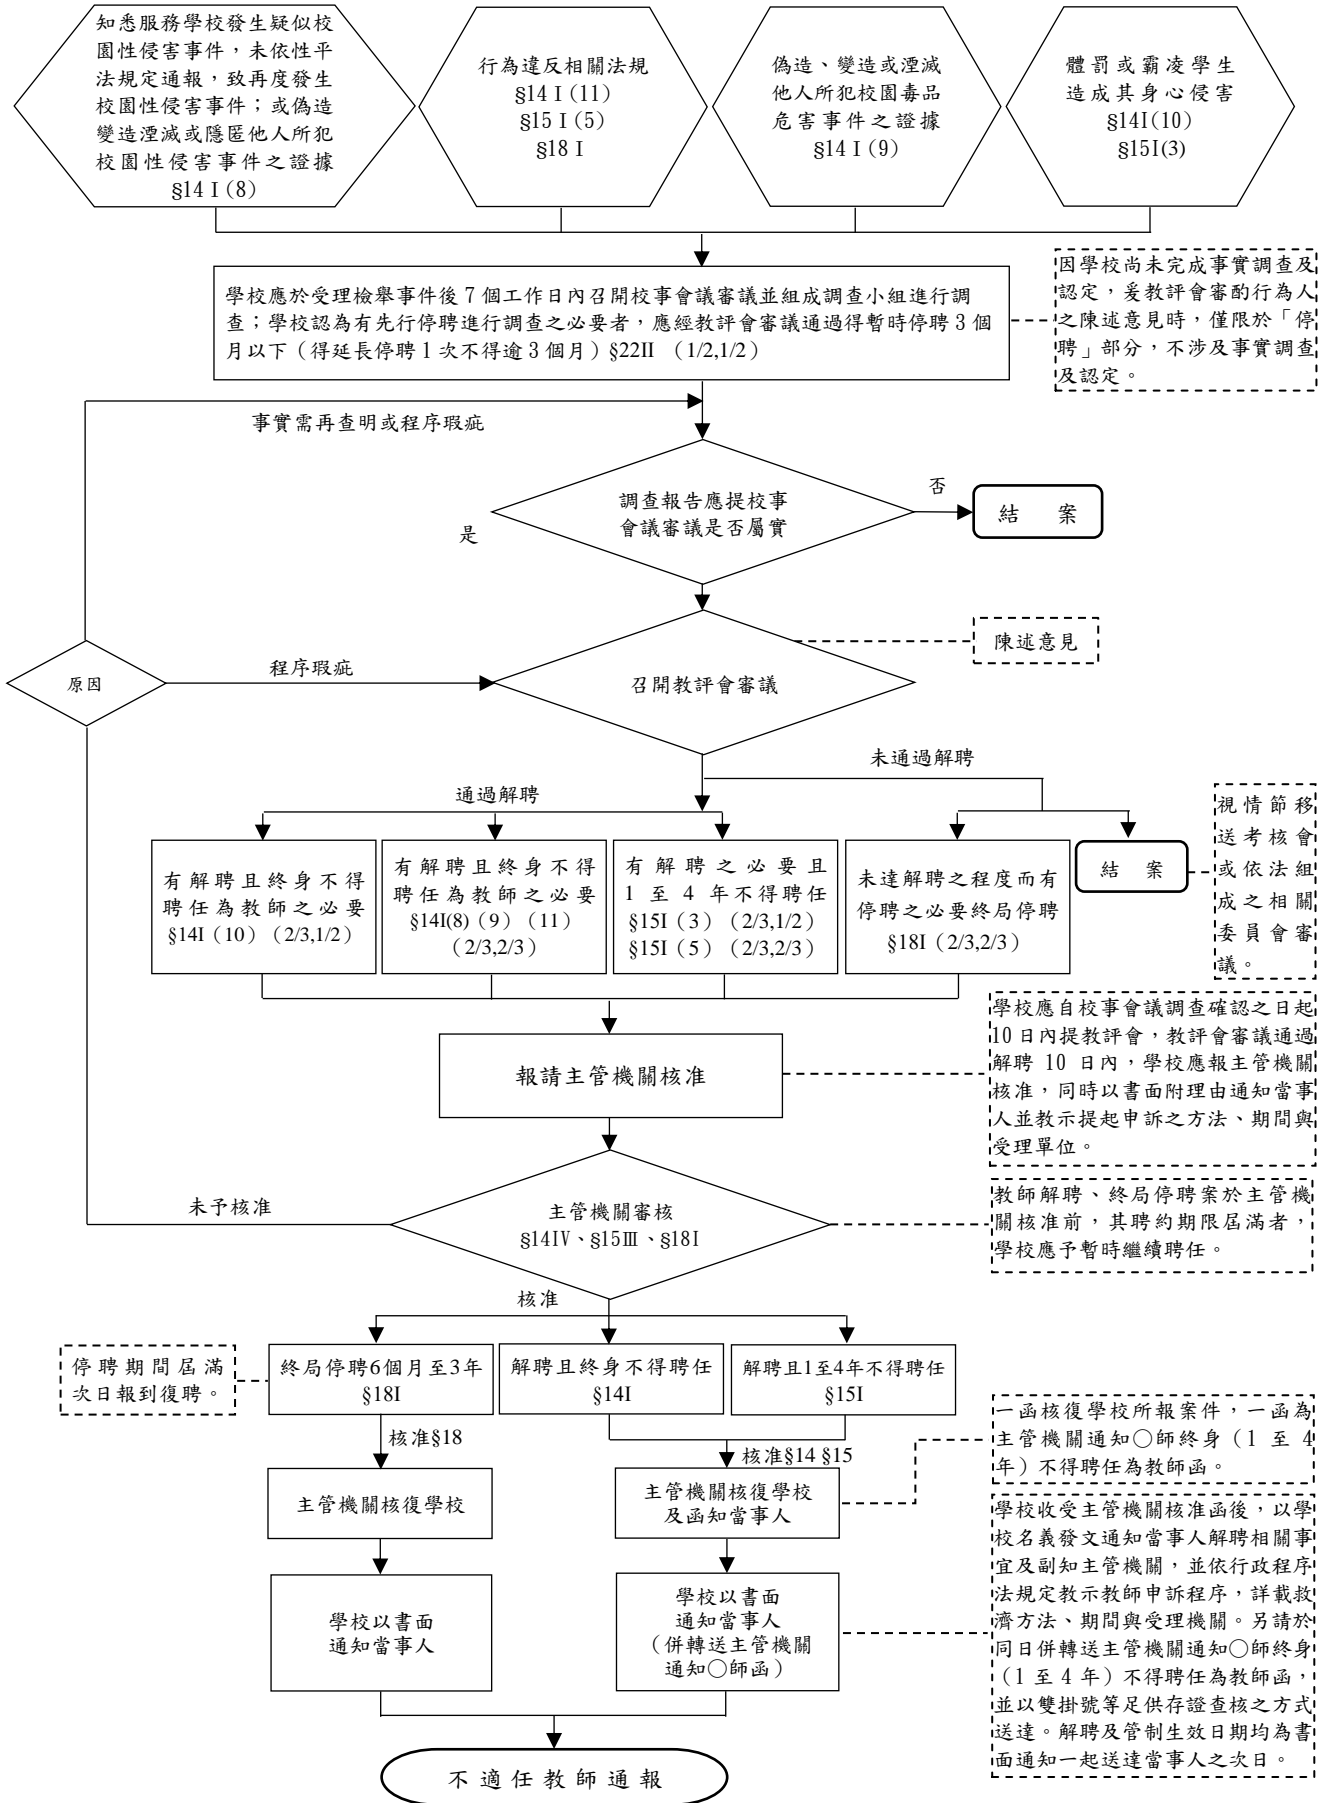 知悉服務學校發生疑似校
園性侵害事件，未依性平
法規定通報，致再度發生
校園性侵害事件；或偽造
變造湮滅或隱匿他人所犯
校園性侵害事件之證據
§14 I (8)
行為違反相關法規
§14 I (11)
§15 I (5)
§18 I
偽造、變造或湮滅
他人所犯校園毒品
危害事件之證據
§14 I (9)
體罰或霸凌學生
造成其身心侵害
§14I(10)
§15I(3)
學校應於受理檢舉事件後 7 個工作日內召開校事會議審議並組成調查小組進行調
查；學校認為有先行停聘進行調查之必要者，應經教評會審議通過得暫時停聘 3 個
月以下（得延長停聘 1 次不得逾 3 個月）§22II （1/2,1/2）
因學校尚未完成事實調查及
認定，爰教評會審酌行為人
之陳述意見時，僅限於「停
聘」部分，不涉及事實調查
及認定。
事實需再查明或程序瑕疵
調查報告應提校事
會議審議是否屬實
否
結 案
是
陳述意見
原因
程序瑕疵
召開教評會審議
未通過解聘
通過解聘
有解聘且終身不得
聘任為教師之必要
§14I（10）（2/3,1/2）
有解聘且終身不得
聘任為教師之必要
§14I(8)（9）（11）
（2/3,2/3）
有解聘之必要且
1 至 4 年不得聘任
§15I（3）（2/3,1/2）
§15I（5）（2/3,2/3）
未達解聘之程度而有
停聘之必要終局停聘
§18I（2/3,2/3）
結 案
視情節移
送考核會
或依法組
成之相關
委員會審
議。
報請主管機關核准
學校應自校事會議調查確認之日起
10 日內提教評會，教評會審議通過
解聘 10 日內，學校應報主管機關
核准，同時以書面附理由通知當事
人並教示提起申訴之方法、期間與
受理單位。
未予核准
主管機關審核
§14IV、§15Ⅲ、§18I
教師解聘、終局停聘案於主管機
關核准前，其聘約期限屆滿者，
學校應予暫時繼續聘任。
核准
停聘期間屆滿
次日報到復聘。
終局停聘6個月至3年
§18I
解聘且終身不得聘任
§14I
解聘且1至4年不得聘任
§15I
核准§18
核准§14 §15
一函核復學校所報案件，一函為
主管機關通知○師終身（1 至 4
年）不得聘任為教師函。
主管機關核復學校
主管機關核復學校
及函知當事人
學校以書面
通知當事人
學校以書面
通知當事人
（併轉送主管機關
通知○師函）
學校收受主管機關核准函後，以學
校名義發文通知當事人解聘相關事
宜及副知主管機關，並依行政程序
法規定教示教師申訴程序，詳載救
濟方法、期間與受理機關。另請於
同日併轉送主管機關通知○師終身
（1 至 4 年）不得聘任為教師函，
並以雙掛號等足供存證查核之方式
送達。解聘及管制生效日期均為書
面通知一起送達當事人之次日。
不適任教師通報